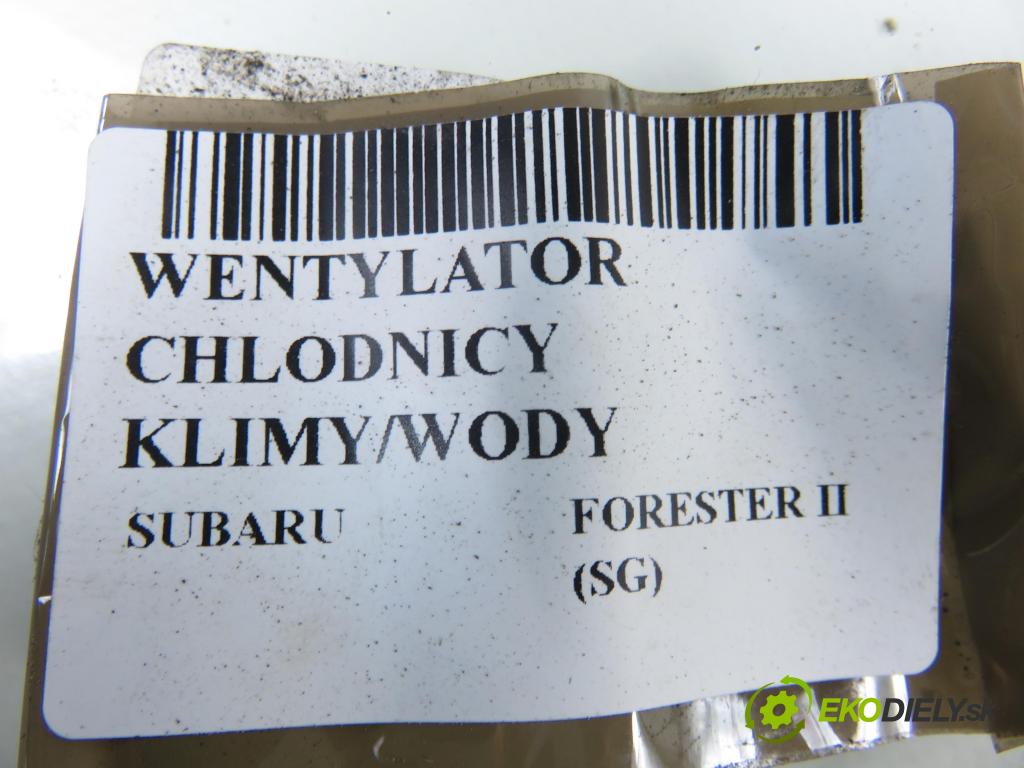 WENTYLATOR
CHLODNICY
KLIMY/WODY
SUBARU FORESTER II
(SG)
EKODIELY.sk